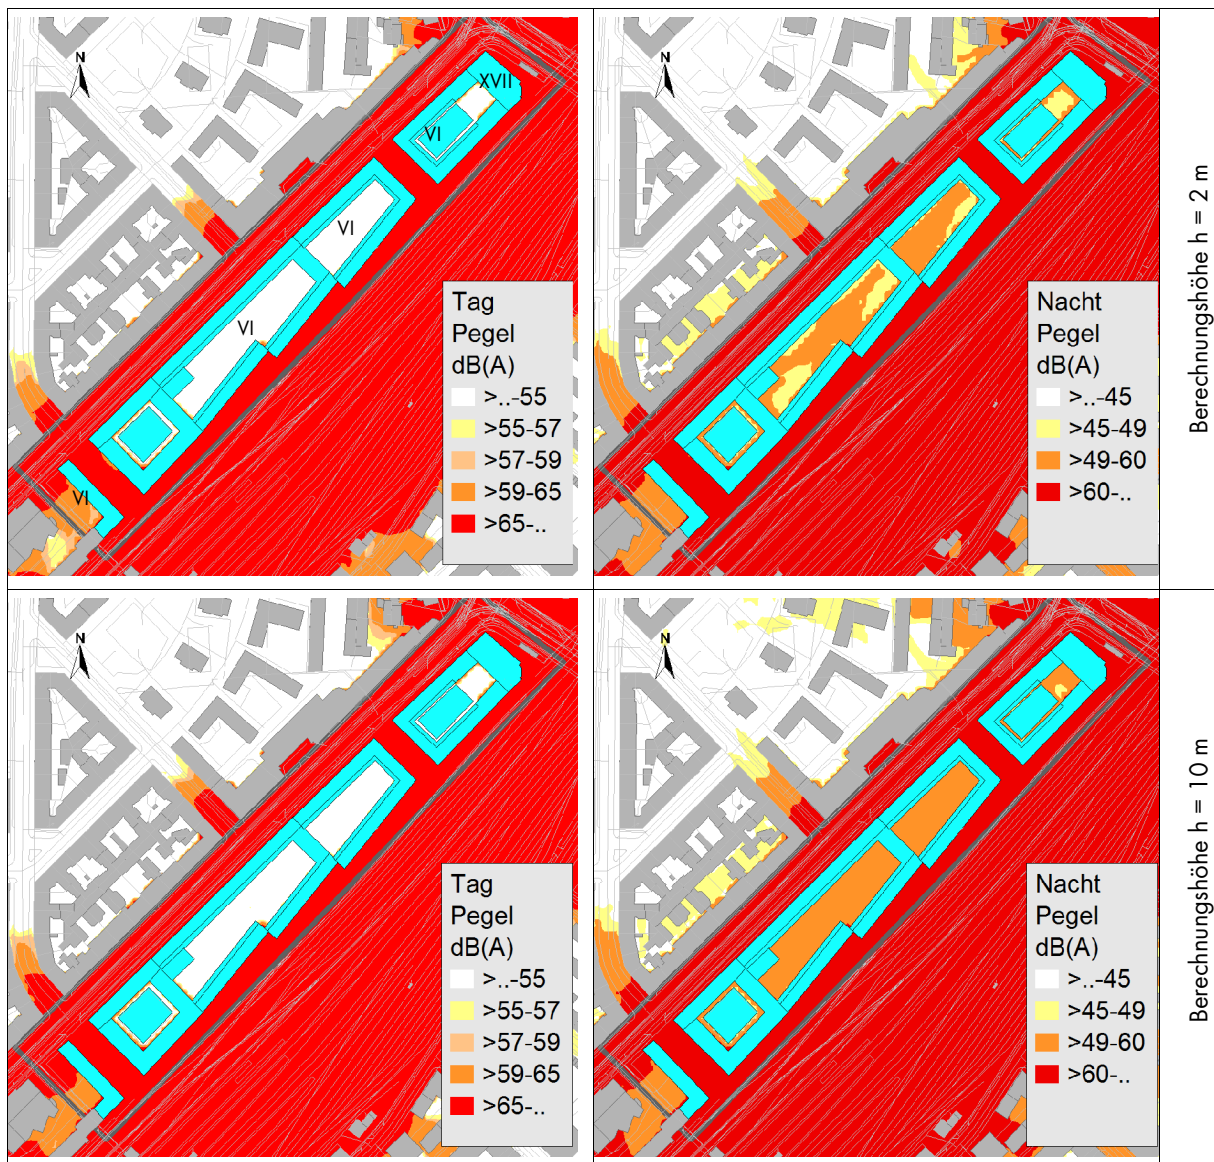 N
XVII
VI
VI
VI
VI
Tag
Pegel
dB(A)
>..-55
>55-57
>57-59
>59-65
>65-..
N
Nacht
Pegel
dB(A)
>..-45
>45-49
>49-60
>60-..
Berechnungshöhe h = 2 m
N
Tag
Pegel
dB(A)
>..-55
>55-57
>57-59
>59-65
>65-..
N
Nacht
Pegel
dB(A)
>..-45
>45-49
>49-60
>60-..
Berechnungshöhe h = 10 m